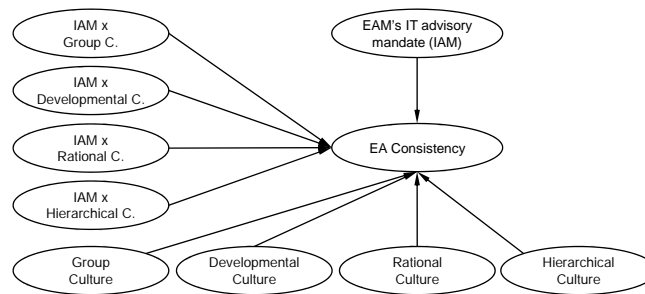 IAM x
Group C.
EAM's IT advisory
mandate (IAM)
IAM x
Developmental C.
IAM x
Rational C.
EA Consistency
IAM x
Hierarchical C.
Group
Culture
Developmental
Culture
Rational
Culture
Hierarchical
Culture